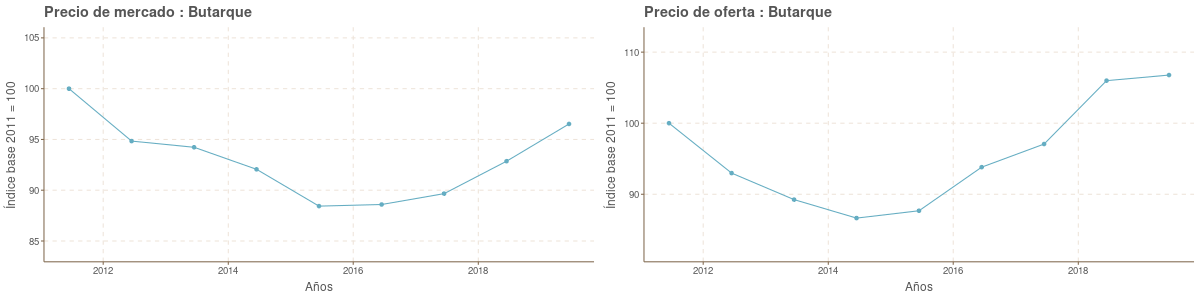 Precio de mercado : Butarque
Índice base 2011 = 100
105
100
95
90
85
2012
2014
2016
2018
Años
Precio de oferta : Butarque
Índice base 2011 = 100
110
100
90
2012
2014
2016
2018
Años